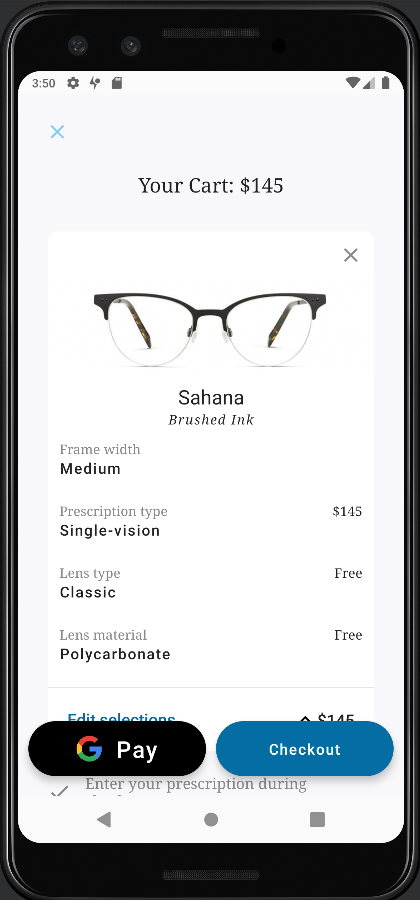 3:50
Your Cart: $145
Sahana
Brushed Ink
Frame width
Medium
Prescription type $145
Single-vision
Lens type Free
Classic
Lens material Free
Polycarbonate
Edit selections $145
G Pay Checkout
Enter your prescription during